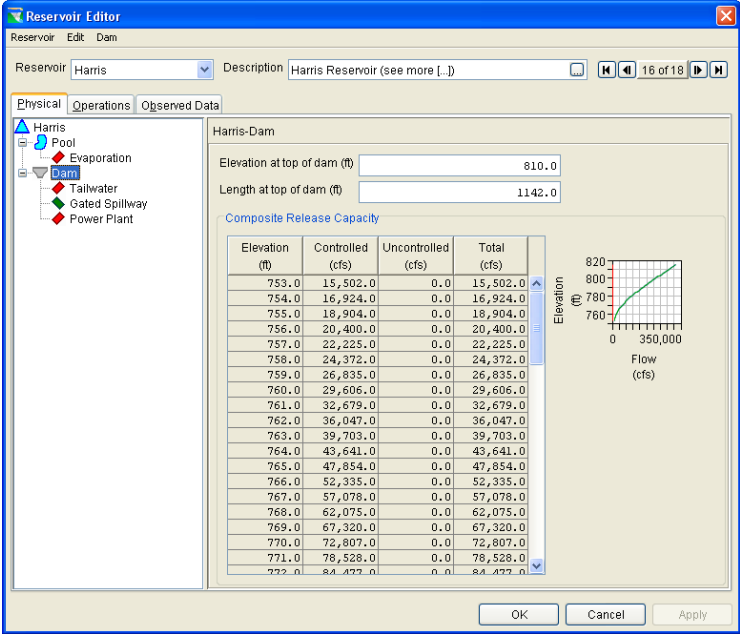 Reservoir Editor
Reservoir Edit Dam
Reservoir Harris Description Harris Reservoir (see more [...]) ... 16 of 18
Physical Operations Observed Data
Harris
Pool
Evaporation
Dam
Tailwater
Gated Spillway
Power Plant
Harris-Dam
Elevation at top of dam (ft) 810.0
Length at top of dam (ft) 1142.0
Composite Release Capacity
Elevation (ft) Controlled (cfs) Uncontrolled (cfs) Total (cfs)
753.0 15,502.0 0.0 15,502.0
754.0 16,924.0 0.0 16,924.0
755.0 18,904.0 0.0 18,904.0
756.0 20,400.0 0.0 20,400.0
757.0 22,225.0 0.0 22,225.0
758.0 24,372.0 0.0 24,372.0
759.0 26,835.0 0.0 26,835.0
760.0 29,606.0 0.0 29,606.0
761.0 32,679.0 0.0 32,679.0
762.0 36,047.0 0.0 36,047.0
763.0 39,703.0 0.0 39,703.0
764.0 43,641.0 0.0 43,641.0
765.0 47,854.0 0.0 47,854.0
766.0 52,335.0 0.0 52,335.0
767.0 57,078.0 0.0 57,078.0
768.0 62,075.0 0.0 62,075.0
769.0 67,320.0 0.0 67,320.0
770.0 72,807.0 0.0 72,807.0
771.0 78,528.0 0.0 78,528.0
772.0 84,477.0 0.0 84,477.0
Elevation
(ft)
820
800
780
760
0 350,000
Flow
(cfs)
OK Cancel Apply